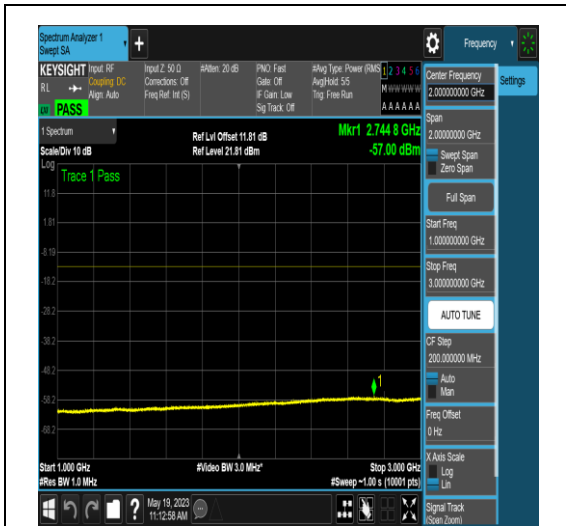 Spectrum Analyzer 1
Swept SA
Frequency
KEYSIGHT
Input: RF
Coupling: DC
Align: Auto
Input Z: 50 Ω
Corrections: Off
Freq Ref: Int (S)
#Atten: 20 dB
PNO: Fast
Gate: Off
IF Gain: Low
Sig Track: Off
#Avg Type: Power (RMS
Avg|Hold: 5/5
Trig: Free Run
1 2 3 4 5 6
M W W W W W
A A A A A A
RL
PASS
1 Spectrum
Scale/Div 10 dB
Ref Lvl Offset 11.81 dB
Ref Level 21.81 dBm
Mkr1 2.744 8 GHz
-57.00 dBm
Log
Trace 1 Pass
11.8
1.81
-8.19
-18.2
-28.2
-38.2
-48.2
-58.2
-68.2
1
Start 1.000 GHz
#Res BW 1.0 MHz
#Video BW 3.0 MHz*
Stop 3.000 GHz
#Sweep ~1.00 s (10001 pts)
May 19, 2023
11:12:58 AM
Center Frequency
2.000000000 GHz
Settings
Span
2.00000000 GHz
Swept Span
Zero Span
Full Span
Start Freq
1.000000000 GHz
Stop Freq
3.000000000 GHz
AUTO TUNE
CF Step
200.000000 MHz
Auto
Man
Freq Offset
0 Hz
X Axis Scale
Log
Lin
Signal Track
(Span Zoom)